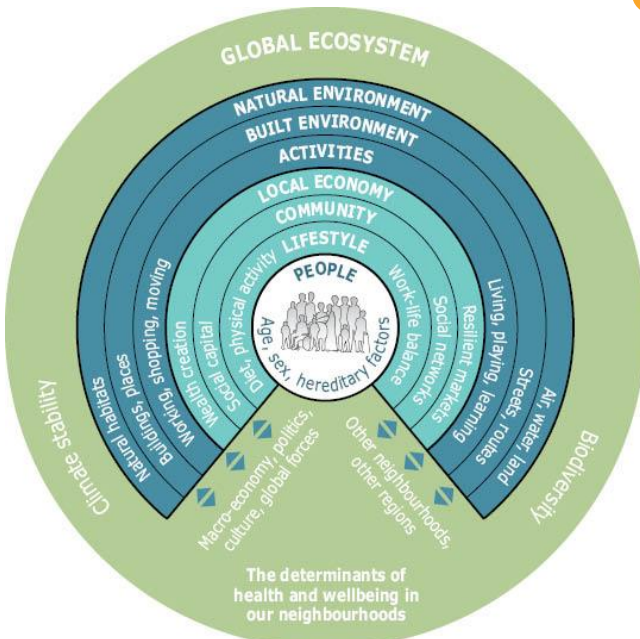 GLOBAL ECOSYSTEM
NATURAL ENVIRONMENT
BUILT ENVIRONMENT
ACTIVITIES
LOCAL ECONOMY
COMMUNITY
LIFESTYLE
PEOPLE
Age, sex, hereditary factors
Diet, physical activity
Work-life balance
Social capital
Social networks
Wealth creation
Resilient markets
Working, shopping, moving
Living, playing, learning
Buildings, places
Streets, routes
Natural habitats
Air water, land
Climate stability
Biodiversity
Macro-economy, politics,
culture, global forces
Other neighbourhoods,
other regions
The determinants of
health and wellbeing in
our neighbourhoods